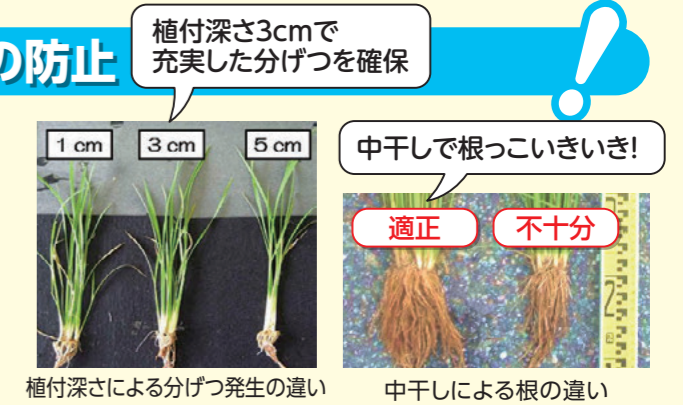 の防止
植付深さ3cmで
充実した分げつを確保
1 cm
3 cm
5 cm
中干しで根っこいきいき!
適正
不十分
植付深さによる分げつ発生の違い
中干しによる根の違い